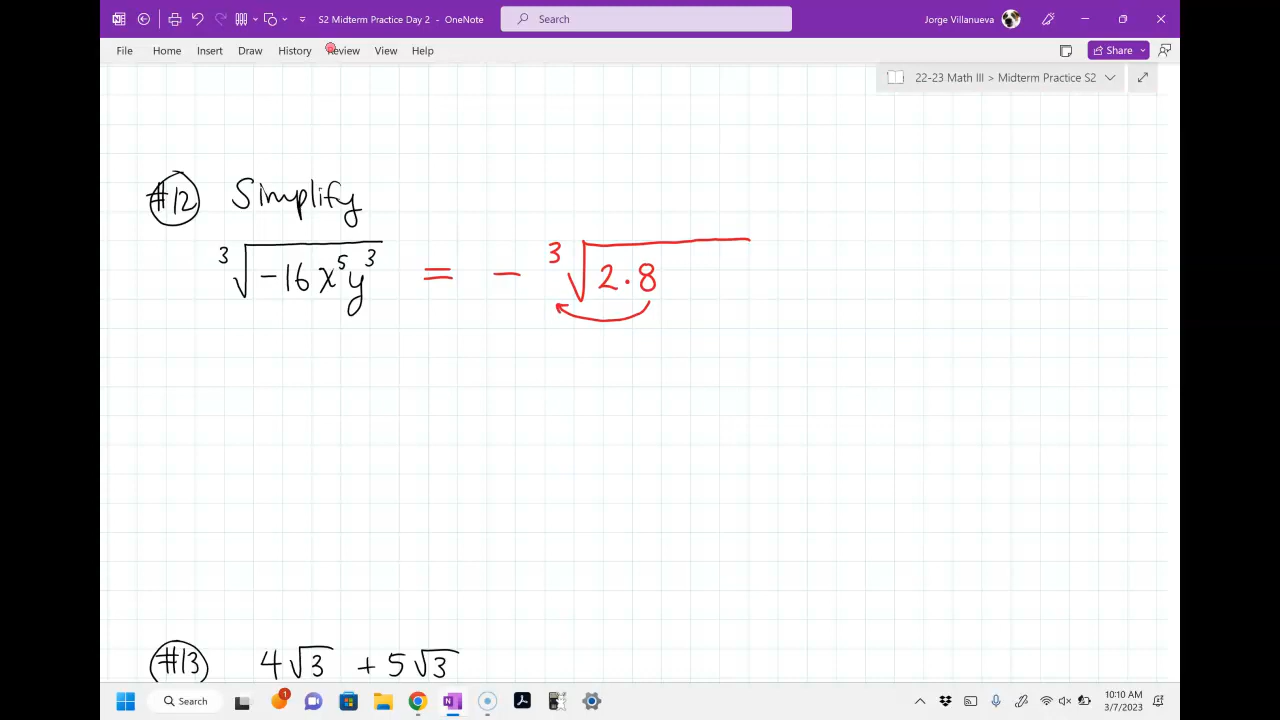 S2 Midterm Practice Day 2 - OneNote
Search
Jorge Villanueva
File Home Insert Draw History Review View Help
Share
22-23 Math III > Midterm Practice S2
#12 Simplify
∛(-16x⁵y³) = - ∛(2·8
#13 4√3 + 5√3
Search
1
10:10 AM
3/7/2023